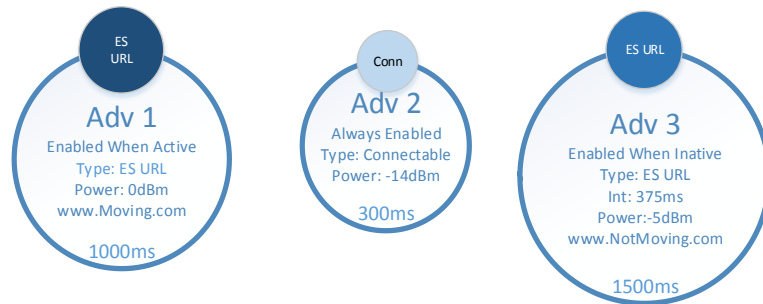 ES
URL
Adv 1
Enabled When Active
Type: ES URL
Power: 0dBm
www.Moving.com
1000ms
Conn
Adv 2
Always Enabled
Type: Connectable
Power: -14dBm
300ms
ES URL
Adv 3
Enabled When Inative
Type: ES URL
Int: 375ms
Power:-5dBm
www.NotMoving.com
1500ms